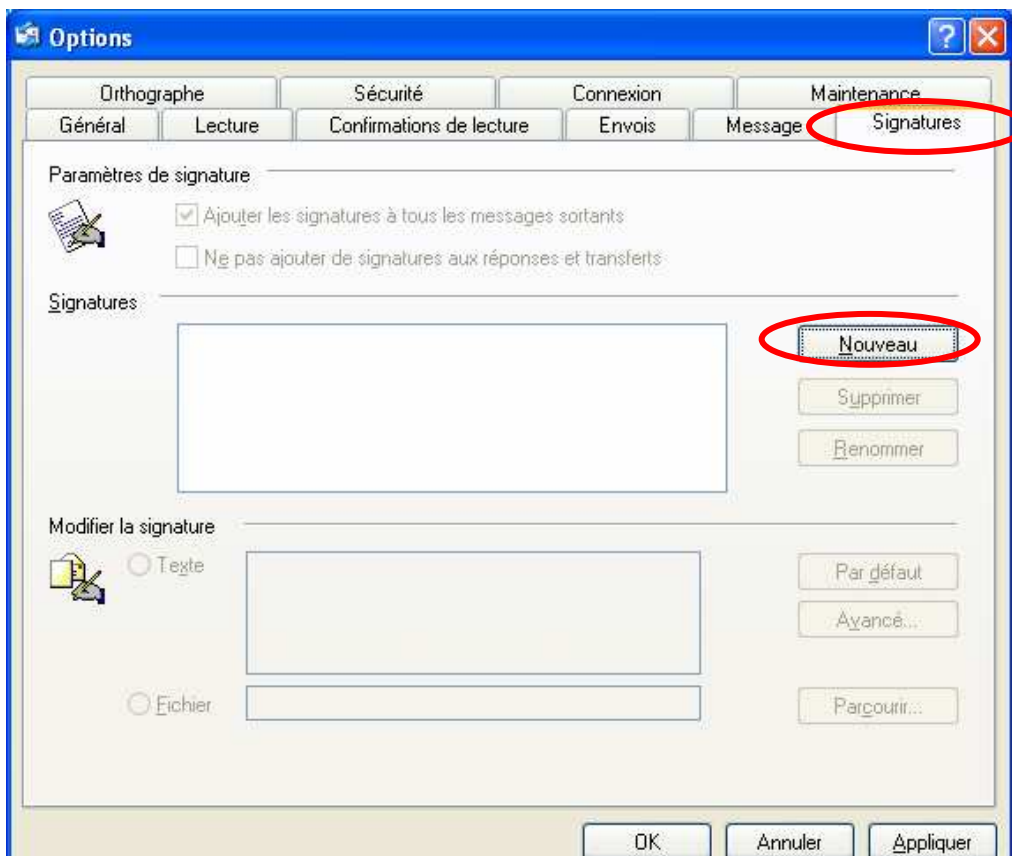 Options
Orthographe Sécurité Connexion Maintenance
Général Lecture Confirmations de lecture Envois Message Signatures
Paramètres de signature
Ajouter les signatures à tous les messages sortants
Ne pas ajouter de signatures aux réponses et transferts
Signatures
Nouveau
Supprimer
Renommer
Modifier la signature
Texte
Par défaut
Avancé...
Fichier
Parcourir...
OK Annuler Appliquer